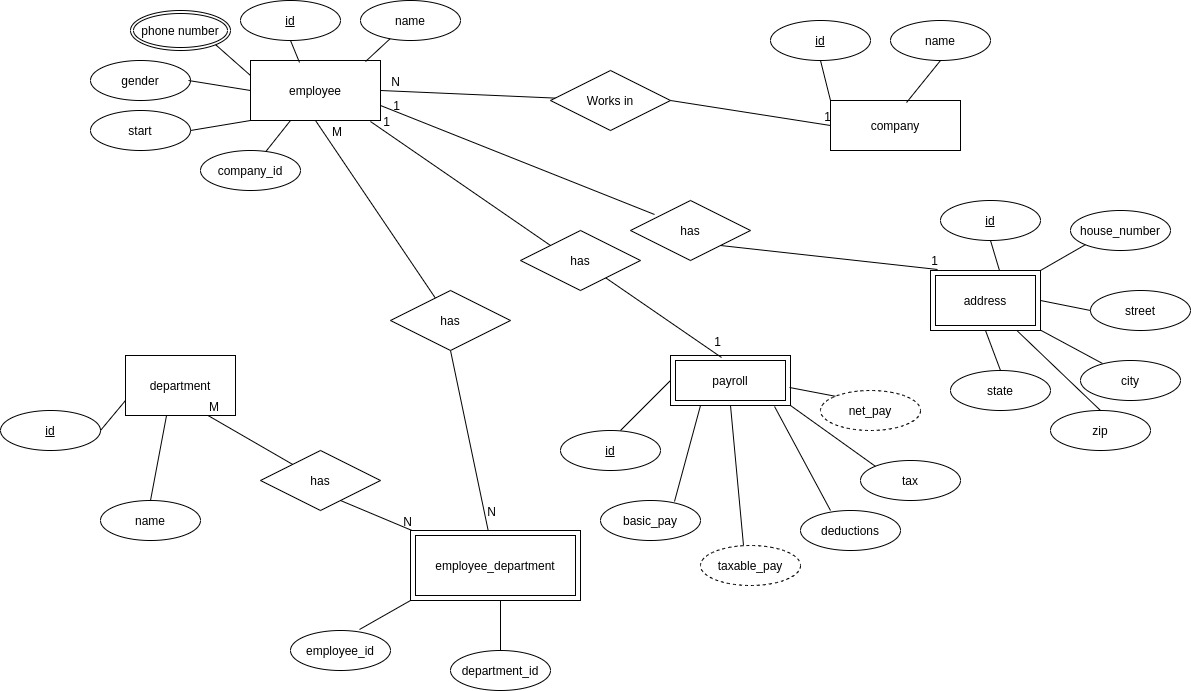 id
name
phone number
id
name
gender
employee
N
Works in
1
1
company
start
1
M
company_id
id
house_number
has
has
1
address
street
has
1
department
payroll
state
city
M
net_pay
id
zip
id
has
tax
name
N
N
basic_pay
deductions
employee_department
taxable_pay
employee_id
department_id